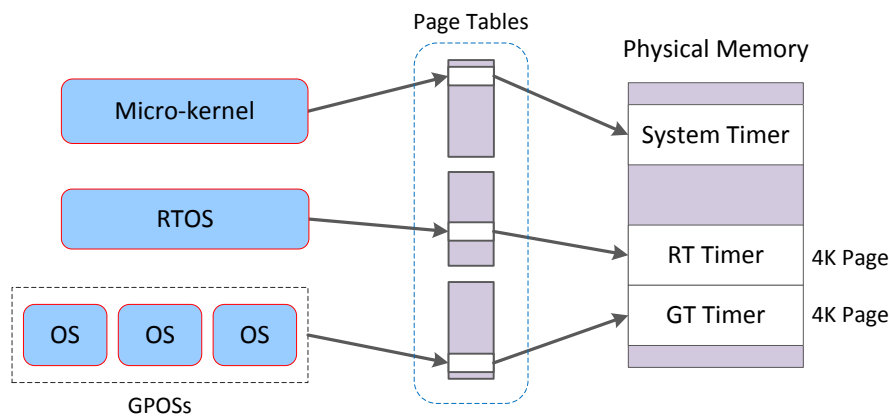 Page Tables
Physical Memory
Micro-kernel
System Timer
RTOS
RT Timer
4K Page
GT Timer
4K Page
OS
OS
OS
GPOSs